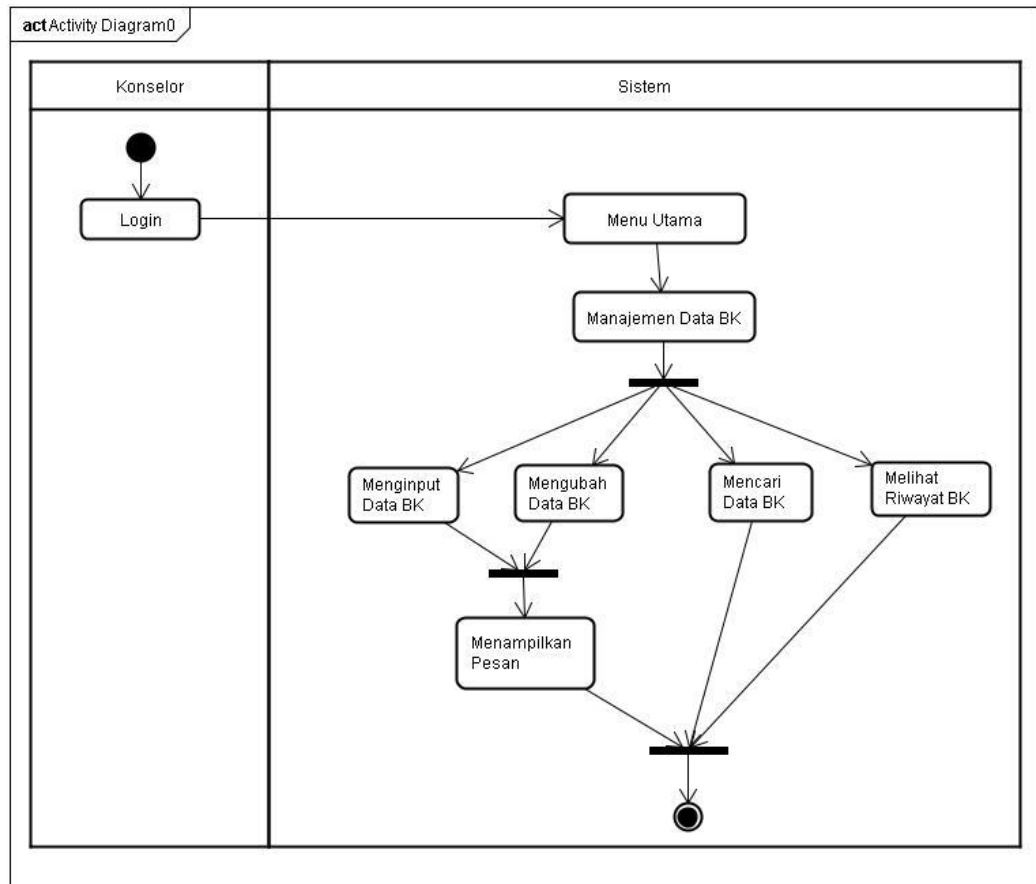 act Activity Diagram0
Konselor
Sistem
Login
Menu Utama
Manajemen Data BK
Menginput
Data BK
Mengubah
Data BK
Mencari
Data BK
Melihat
Riwayat BK
Menampilkan
Pesan